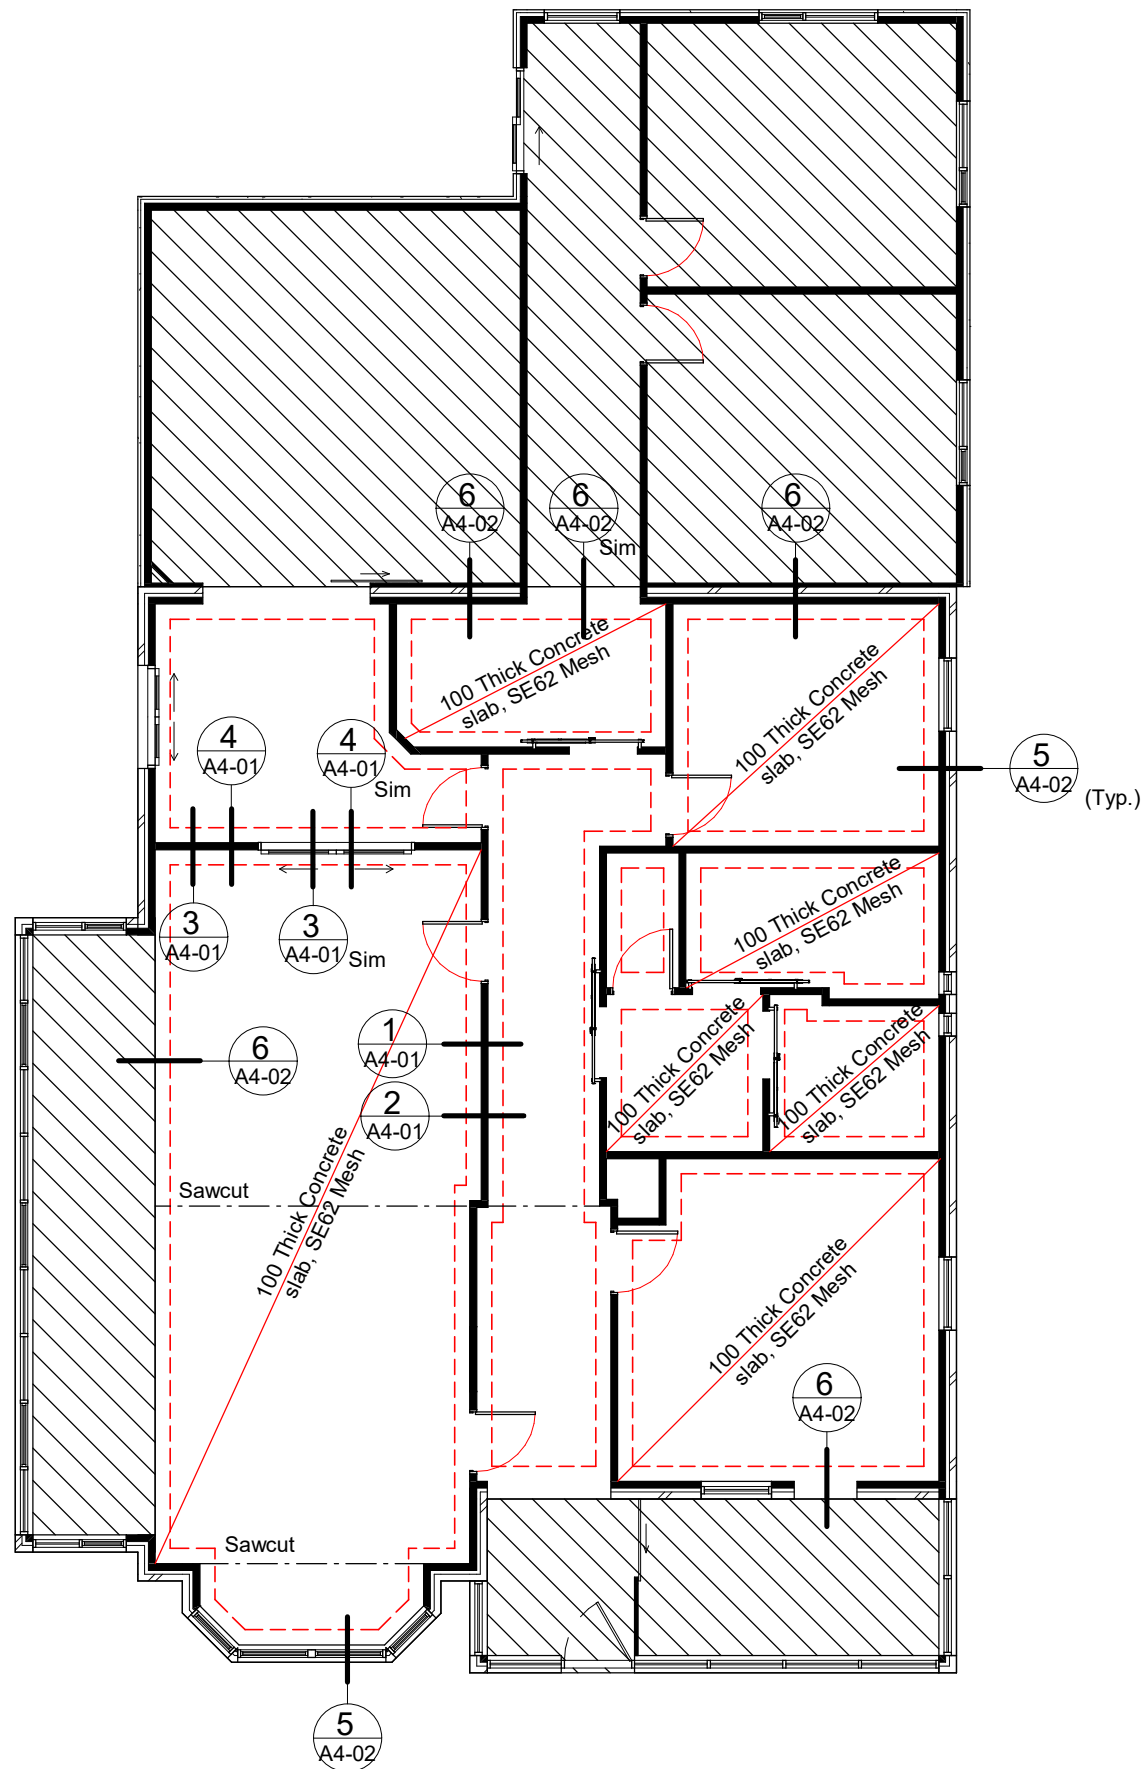 6
A4-02
6
A4-02
Sim
6
A4-02
100 Thick Concrete
slab, SE62 Mesh
100 Thick Concrete
slab, SE62 Mesh
4
A4-01
4
A4-01
Sim
5
A4-02
(Typ.)
3
A4-01
3
A4-01
Sim
100 Thick Concrete
slab, SE62 Mesh
1
A4-01
6
A4-02
2
A4-01
100 Thick Concrete
slab, SE62 Mesh
100 Thick Concrete
slab, SE62 Mesh
Sawcut
100 Thick Concrete
slab, SE62 Mesh
100 Thick Concrete
slab, SE62 Mesh
6
A4-02
Sawcut
5
A4-02